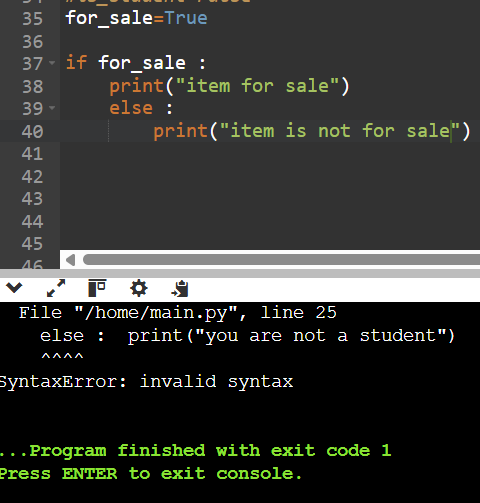 35 for_sale=True
36
37 if for_sale :
38 print("item for sale")
39 else :
40 print("item is not for sale")
41
42
43
44
45
46
File "/home/main.py", line 25
else :  print("you are not a student")
^^^^
SyntaxError: invalid syntax
...Program finished with exit code 1
Press ENTER to exit console.